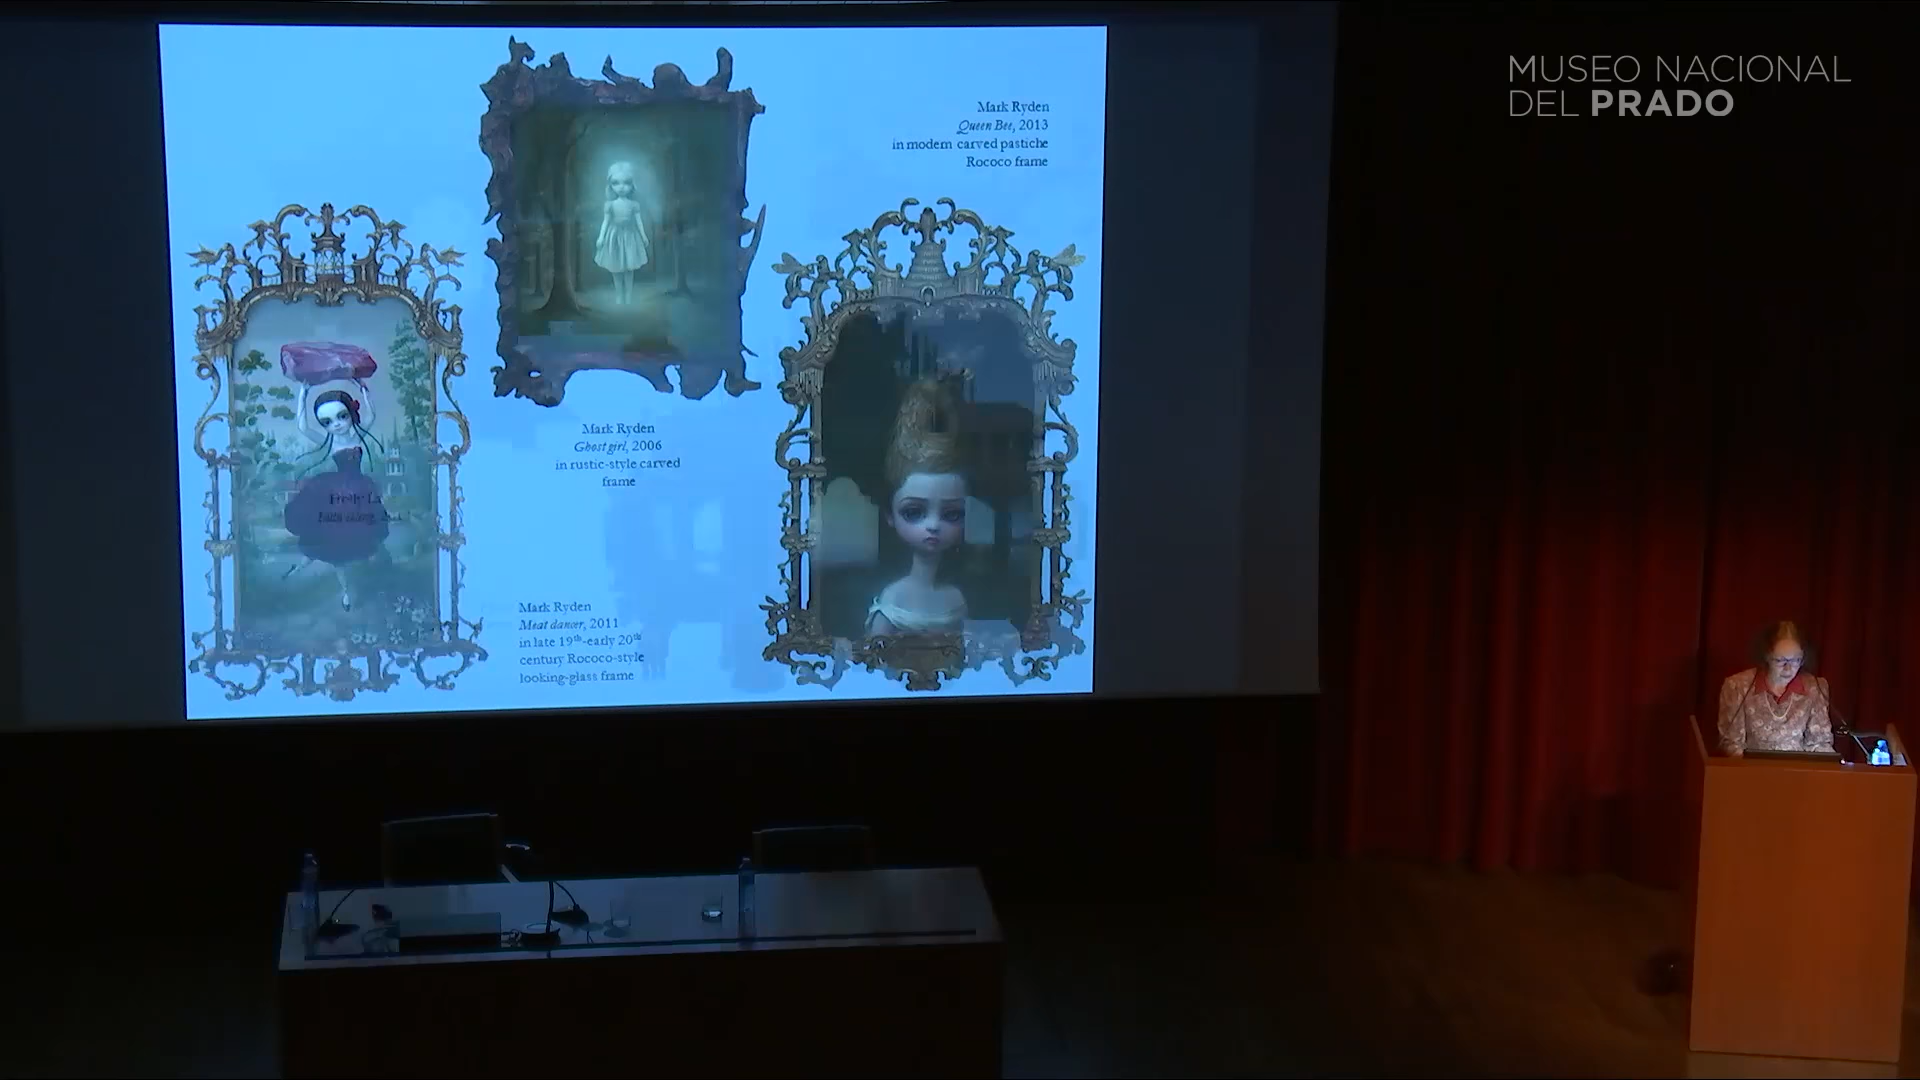 MUSEO NACIONAL
DEL PRADO
Mark Ryden
Queen Bee, 2013
in modern carved pastiche
Rococo frame
Mark Ryden
Ghost girl, 2006
in rustic-style carved
frame
Mark Ryden
Meat dancer, 2011
in late 19th-early 20th
century Rococo-style
looking-glass frame